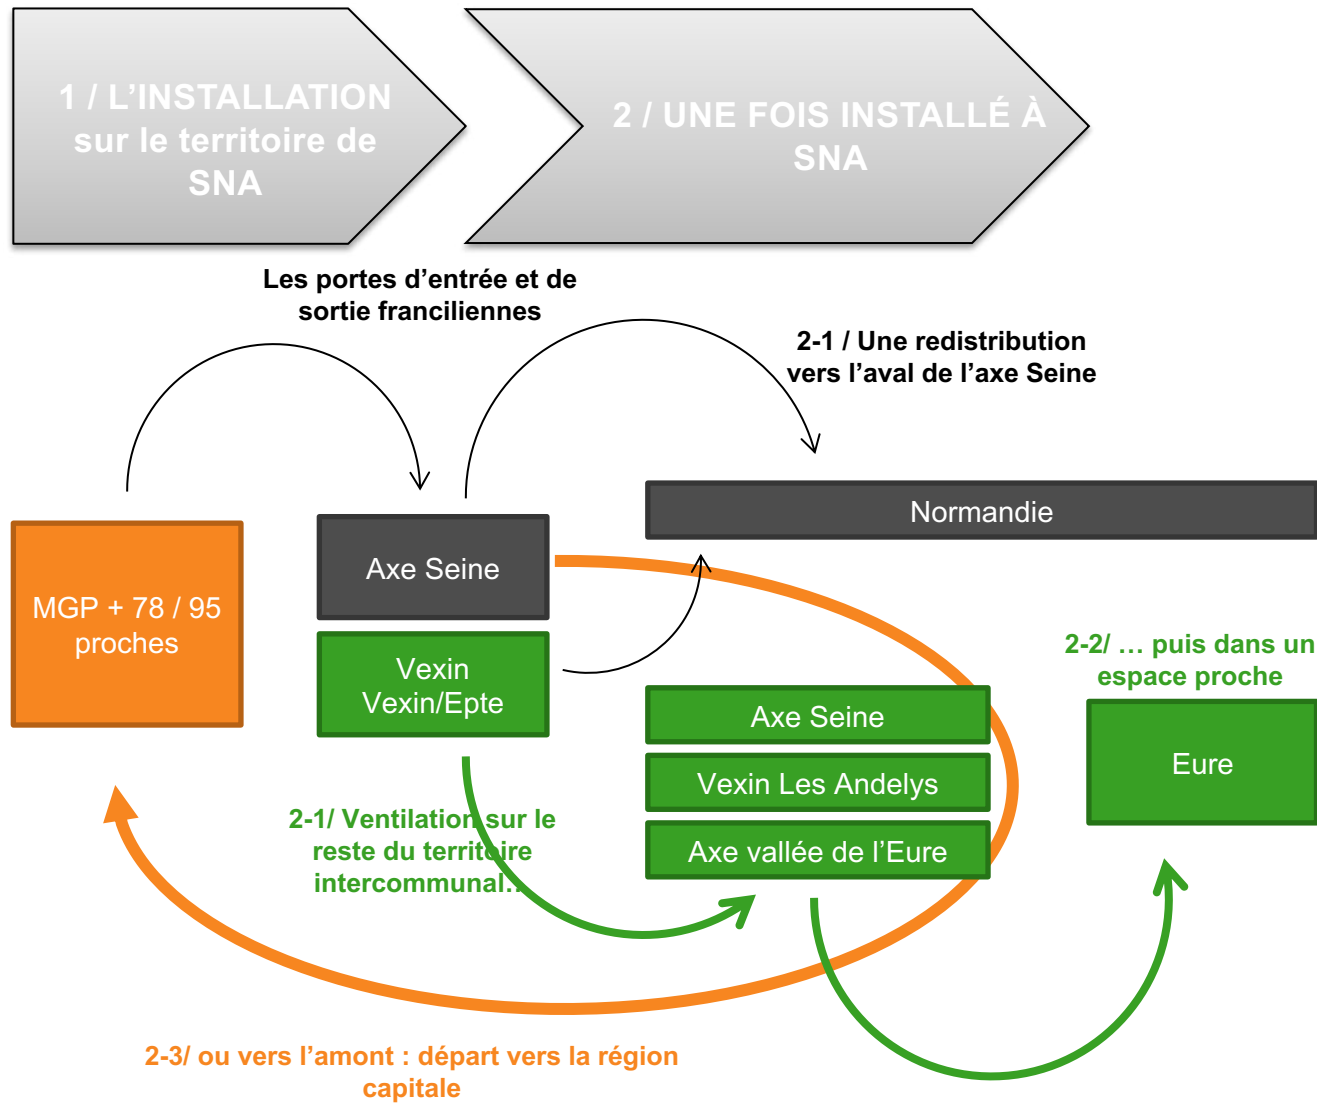 1 / L’INSTALLATION
sur le territoire de
SNA
2 / UNE FOIS INSTALLÉ À
SNA
Les portes d’entrée et de
sortie franciliennes
2-1 / Une redistribution
vers l’aval de l’axe Seine
MGP + 78 / 95
proches
Axe Seine
Vexin
Vexin/Epte
Normandie
2-2/ … puis dans un
espace proche
Axe Seine
Vexin Les Andelys
Axe vallée de l’Eure
Eure
2-1/ Ventilation sur le
reste du territoire
intercommunal…
2-3/ ou vers l’amont : départ vers la région
capitale